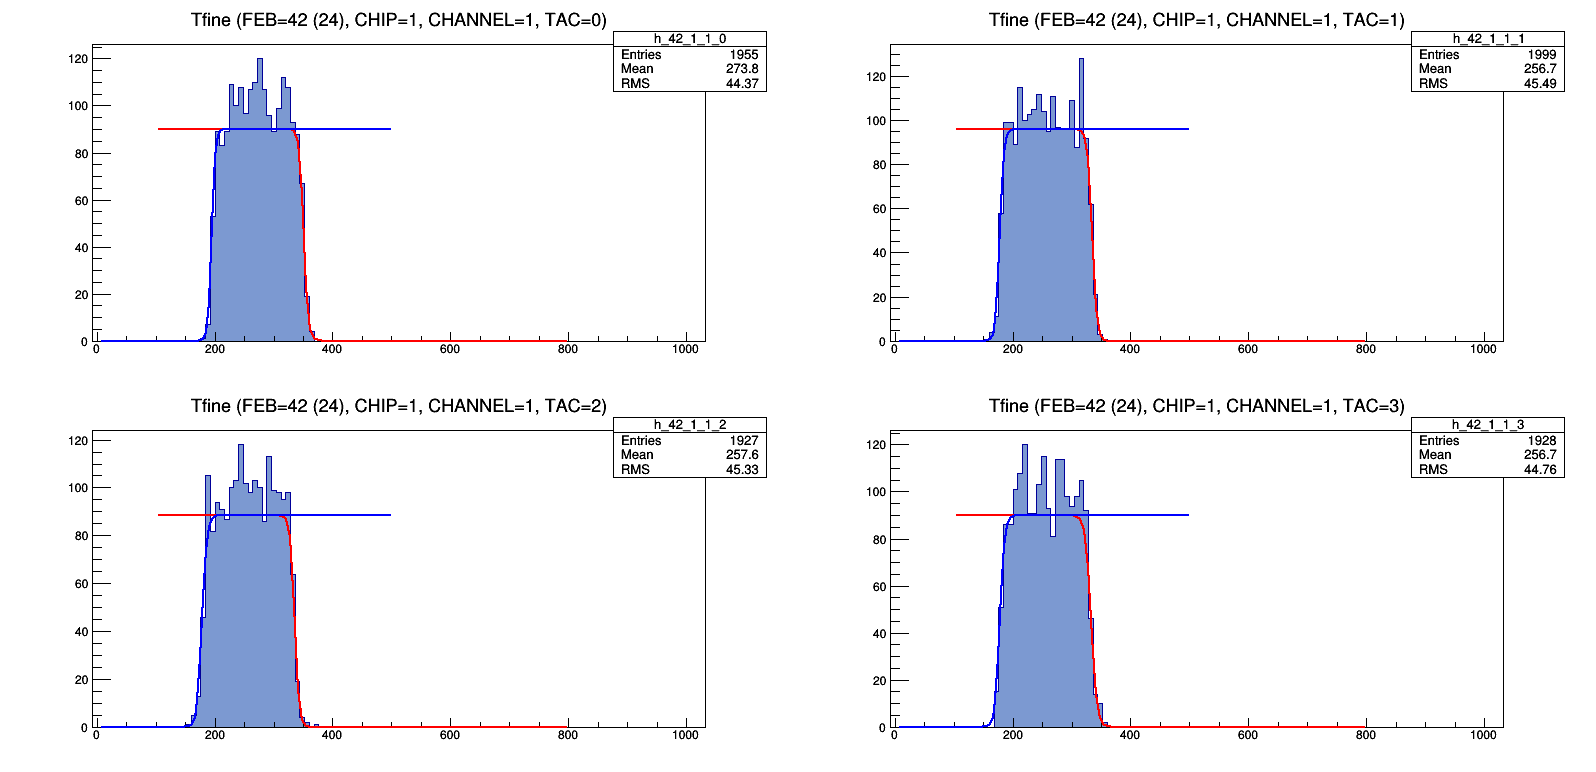 Tfine (FEB=42 (24), CHIP=1, CHANNEL=1, TAC=0)
h_42_1_1_0
Entries 1955
Mean 273.8
RMS 44.37
120
100
80
60
40
20
0
0 200 400 600 800 1000
Tfine (FEB=42 (24), CHIP=1, CHANNEL=1, TAC=1)
h_42_1_1_1
Entries 1999
Mean 256.7
RMS 45.49
120
100
80
60
40
20
0
0 200 400 600 800 1000
Tfine (FEB=42 (24), CHIP=1, CHANNEL=1, TAC=2)
h_42_1_1_2
Entries 1927
Mean 257.6
RMS 45.33
120
100
80
60
40
20
0
0 200 400 600 800 1000
Tfine (FEB=42 (24), CHIP=1, CHANNEL=1, TAC=3)
h_42_1_1_3
Entries 1928
Mean 256.7
RMS 44.76
120
100
80
60
40
20
0
0 200 400 600 800 1000